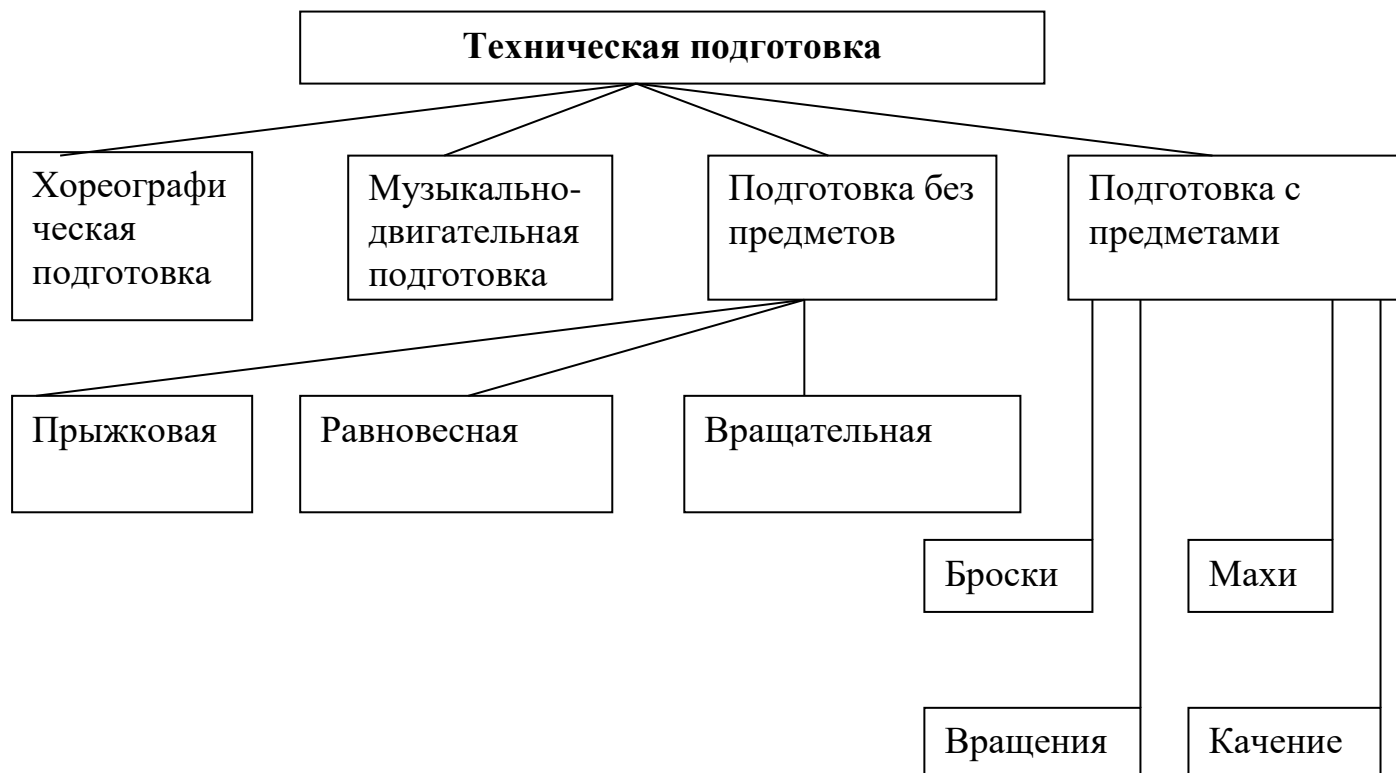 Техническая подготовка
Хореографи
ческая
подготовка
Музыкально-
двигательная
подготовка
Подготовка без
предметов
Подготовка с
предметами
Прыжковая
Равновесная
Вращательная
Броски
Махи
Вращения
Качение